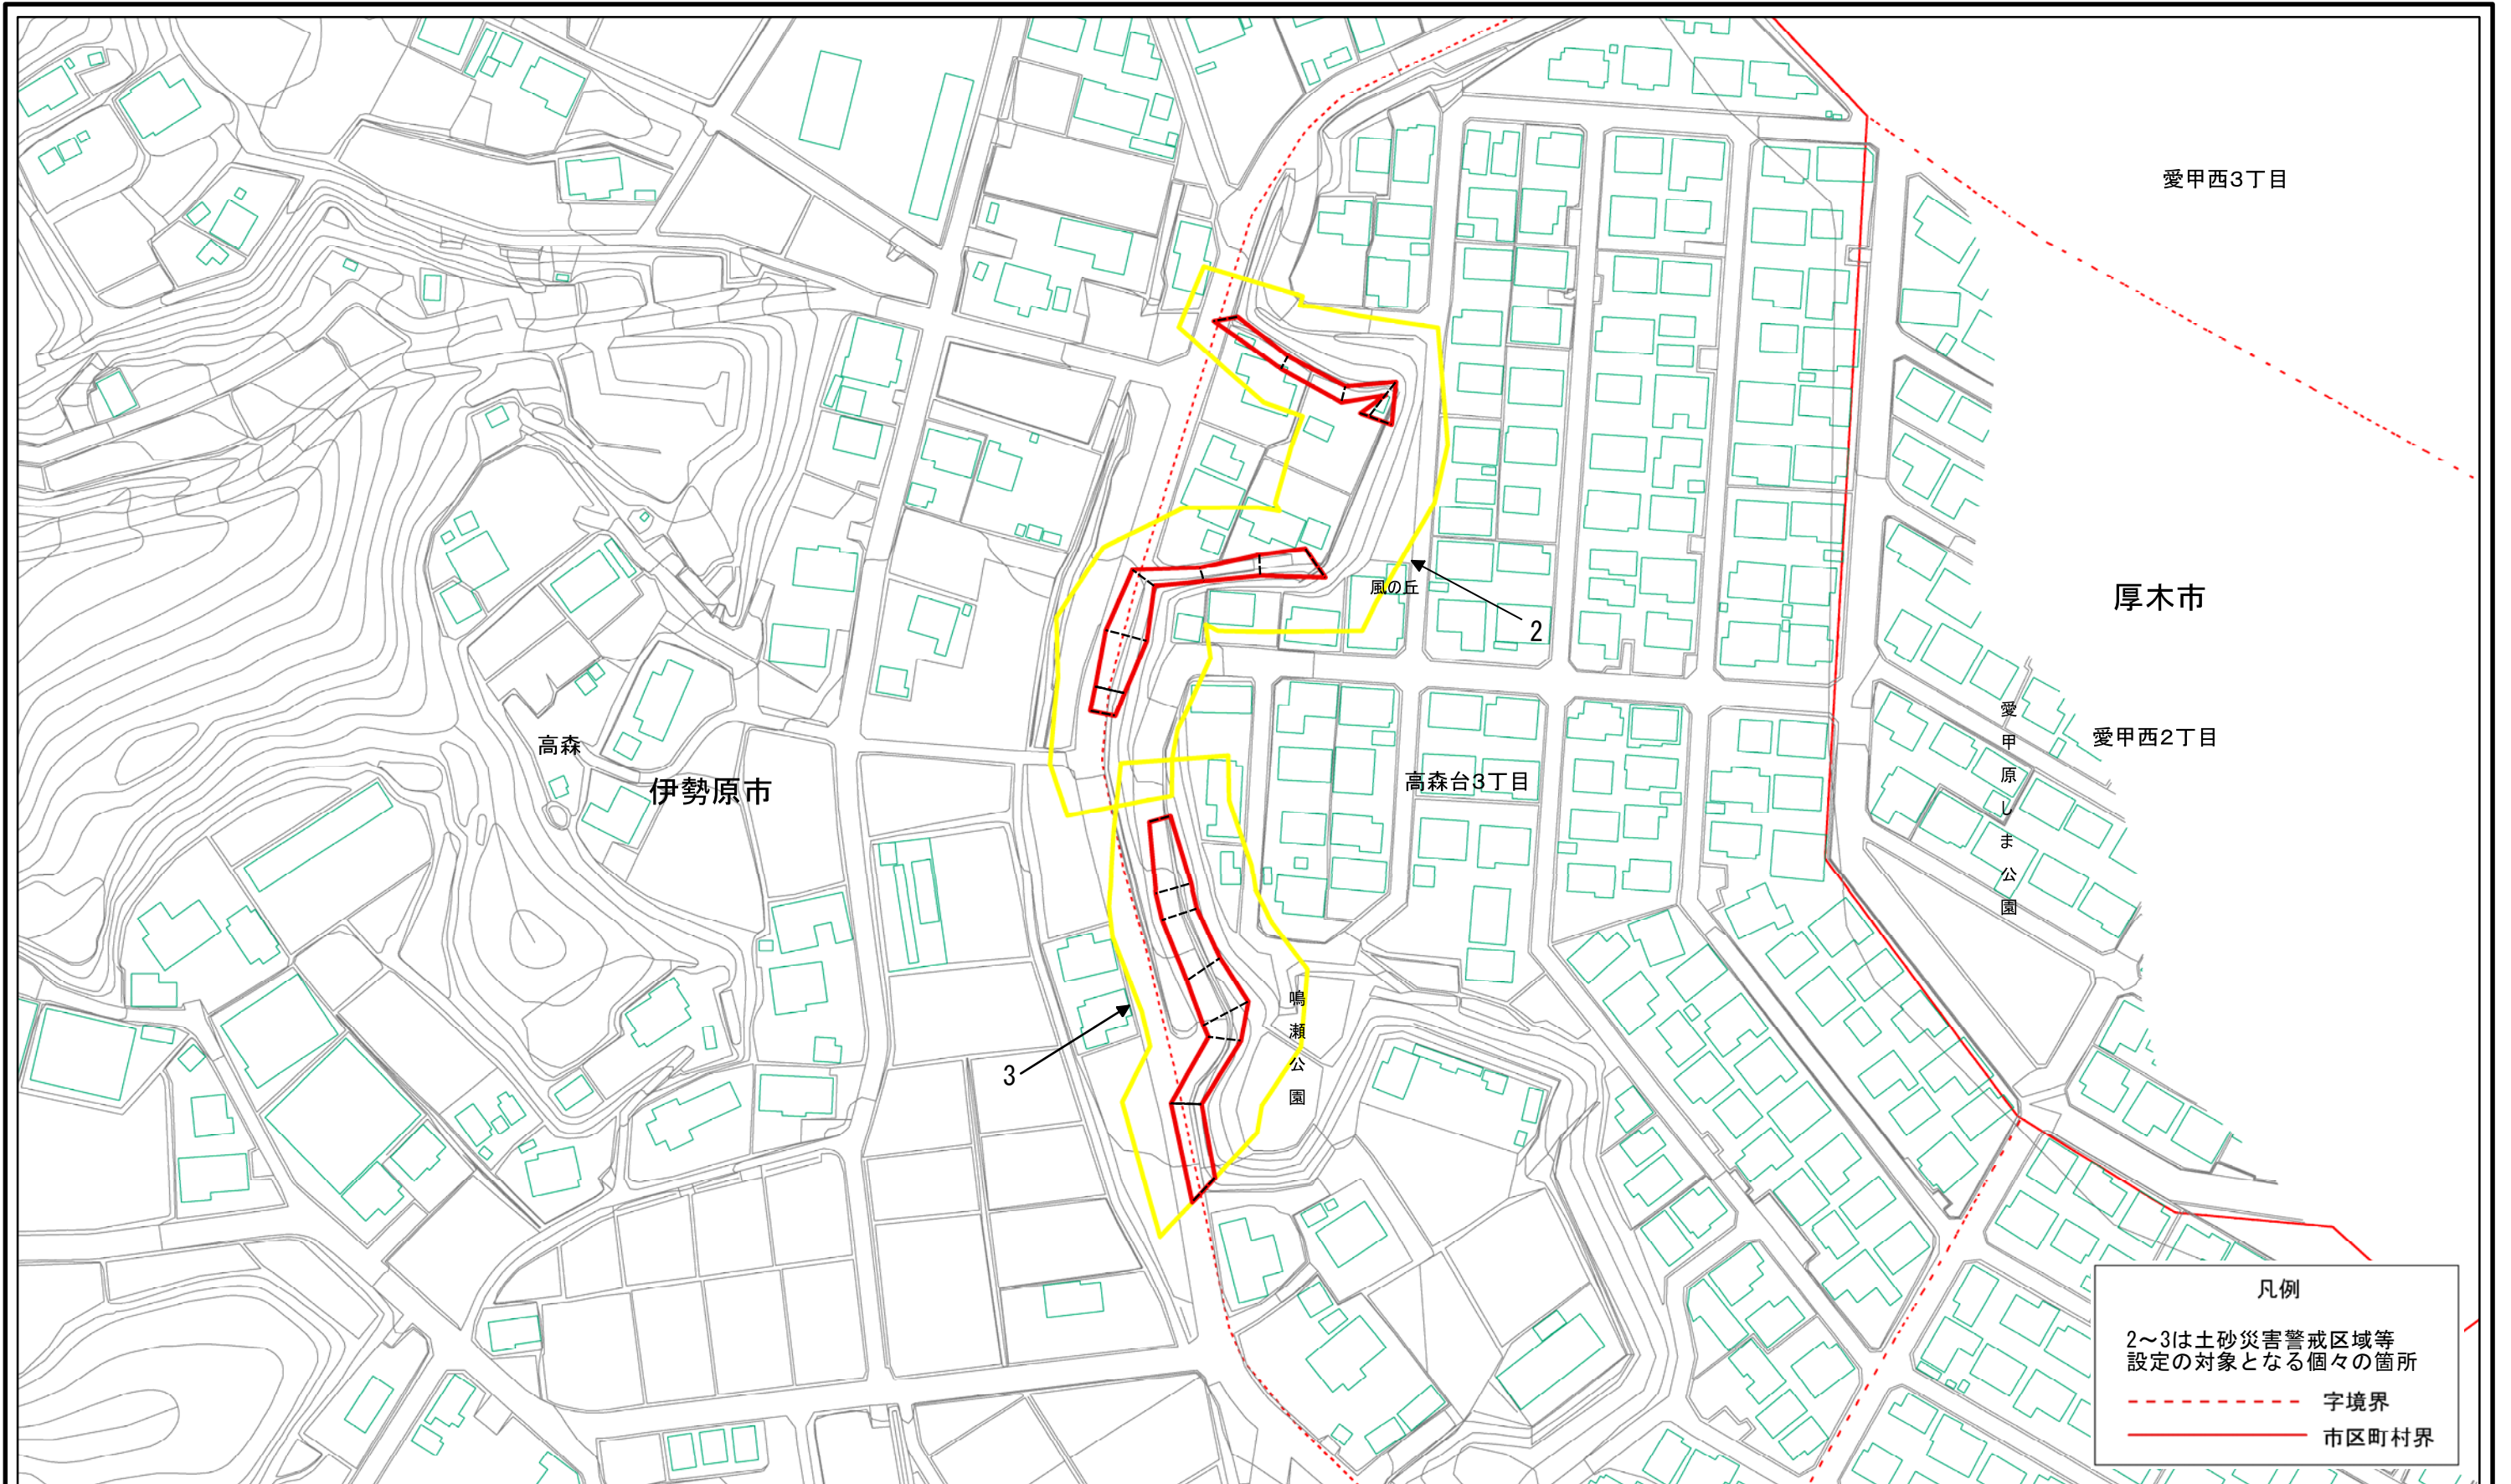 愛甲西3丁目
風の丘
厚木市
2
愛甲原しま公園
愛甲西2丁目
高森
伊勢原市
高森台3丁目
鳴瀬公園
3
凡例
2～3は土砂災害警戒区域等
設定の対象となる個々の箇所
字境界
市区町村界